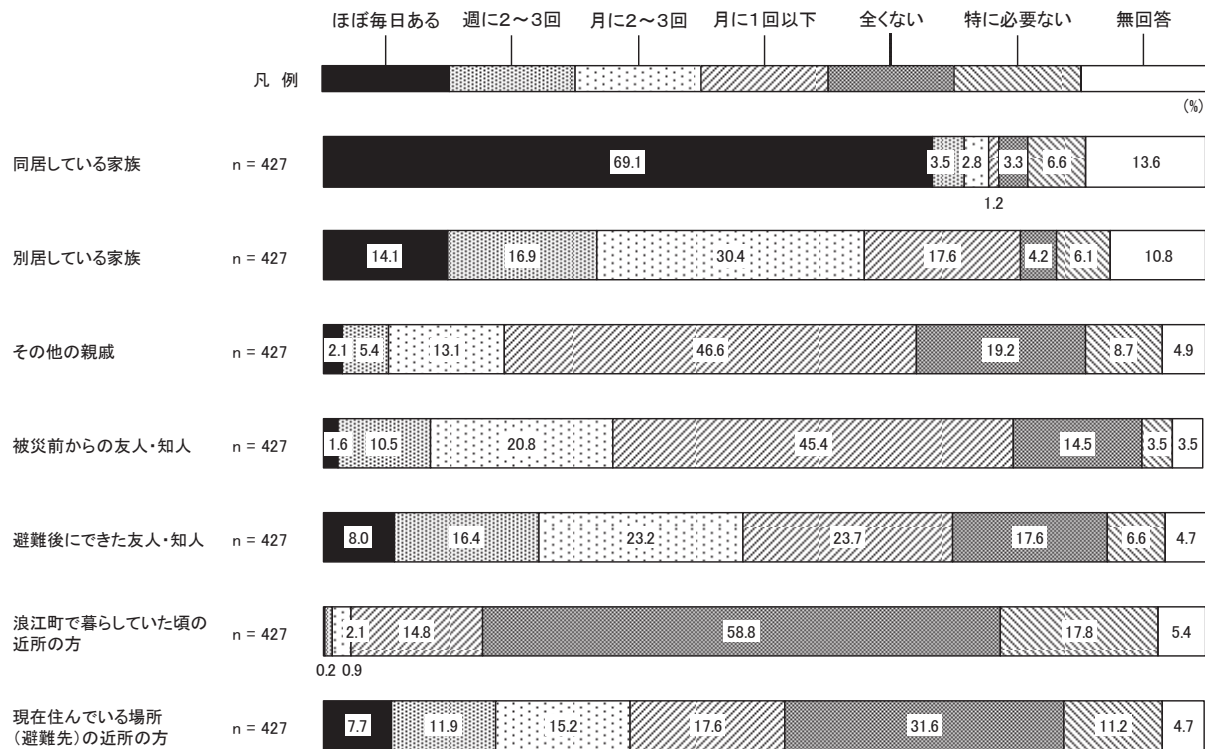 ほぼ毎日ある 週に2～3回 月に2～3回 月に1回以下 全くない 特に必要ない 無回答
凡 例
(%)
同居している家族 n = 427 69.1 3.5 2.8 3.3 6.6 13.6
1.2
別居している家族 n = 427 14.1 16.9 30.4 17.6 4.2 6.1 10.8
その他の親戚 n = 427 2.1 5.4 13.1 46.6 19.2 8.7 4.9
被災前からの友人・知人 n = 427 1.6 10.5 20.8 45.4 14.5 3.5 3.5
避難後にできた友人・知人 n = 427 8.0 16.4 23.2 23.7 17.6 6.6 4.7
浪江町で暮らしていた頃の
近所の方 n = 427 2.1 14.8 58.8 17.8 5.4
0.2 0.9
現在住んでいる場所
（避難先）の近所の方 n = 427 7.7 11.9 15.2 17.6 31.6 11.2 4.7